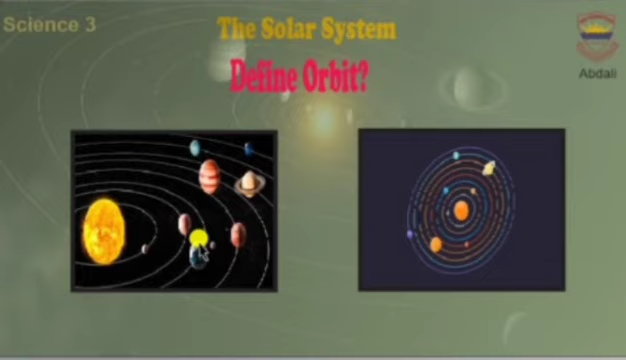 Science 3
The Solar System
Define Orbit?
Abdali